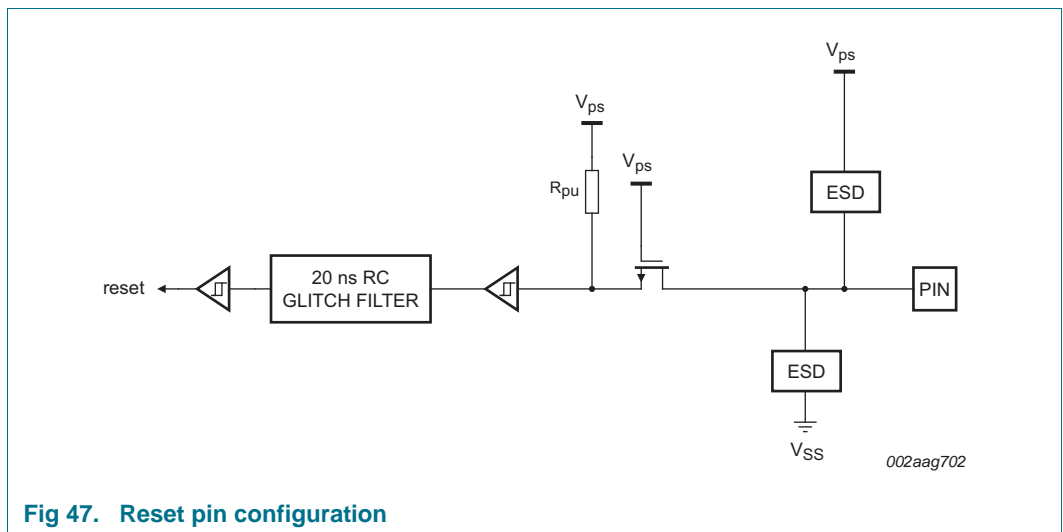 Vps
Vps
Vps
Rpu
ESD
reset
20 ns RC
GLITCH FILTER
PIN
ESD
VSS
002aag702
Fig 47. Reset pin configuration